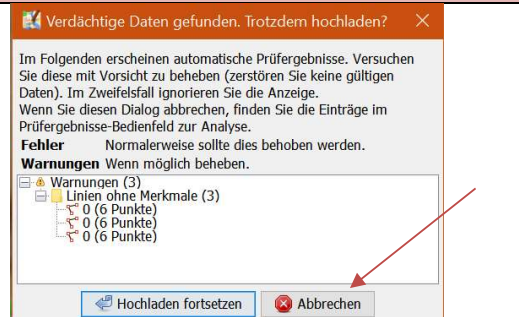 Verdächtige Daten gefunden. Trotzdem hochladen?
Im Folgenden erscheinen automatische Prüfergebnisse. Versuchen
Sie diese mit Vorsicht zu beheben (zerstören Sie keine gültigen
Daten). Im Zweifelsfall ignorieren Sie die Anzeige.
Wenn Sie diesen Dialog abbrechen, finden Sie die Einträge im
Prüfergebnisse-Bedienfeld zur Analyse.
Fehler Normalerweise sollte dies behoben werden.
Warnungen Wenn möglich beheben.
Warnungen (3)
Linien ohne Merkmale (3)
0 (6 Punkte)
0 (6 Punkte)
0 (6 Punkte)
Hochladen fortsetzen Abbrechen